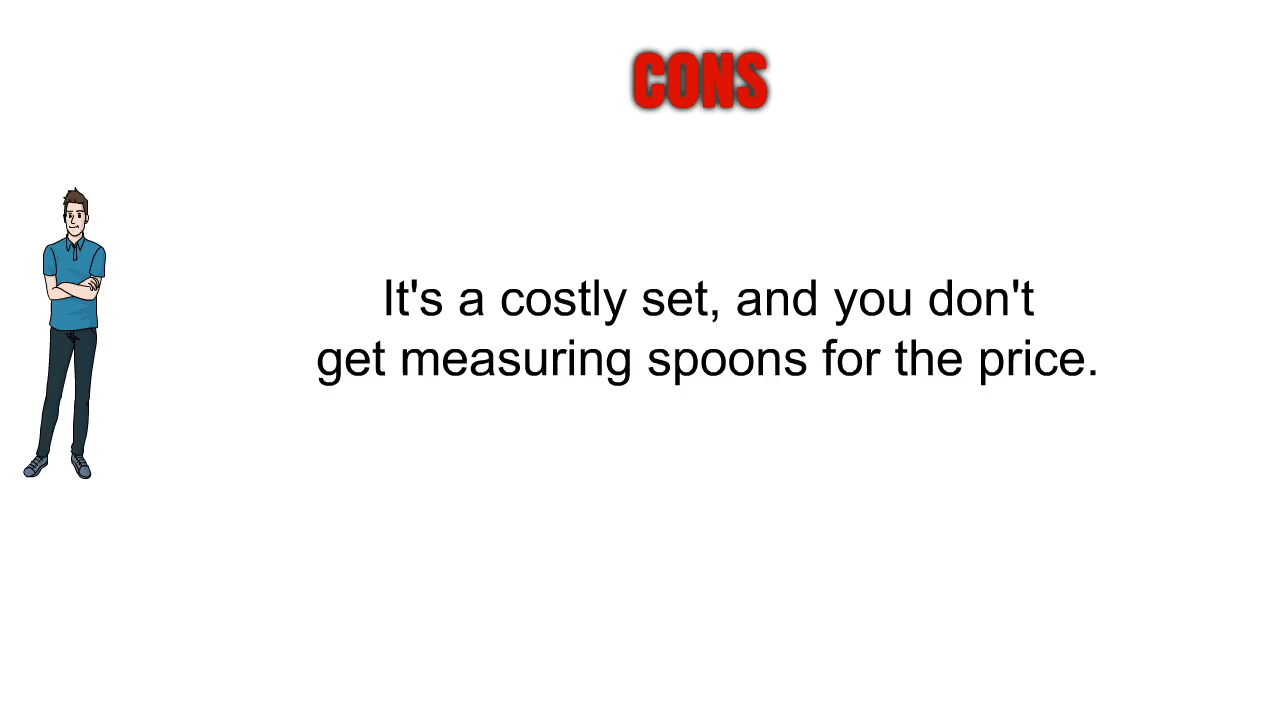 CONS
It's a costly set, and you don't
get measuring spoons for the price.